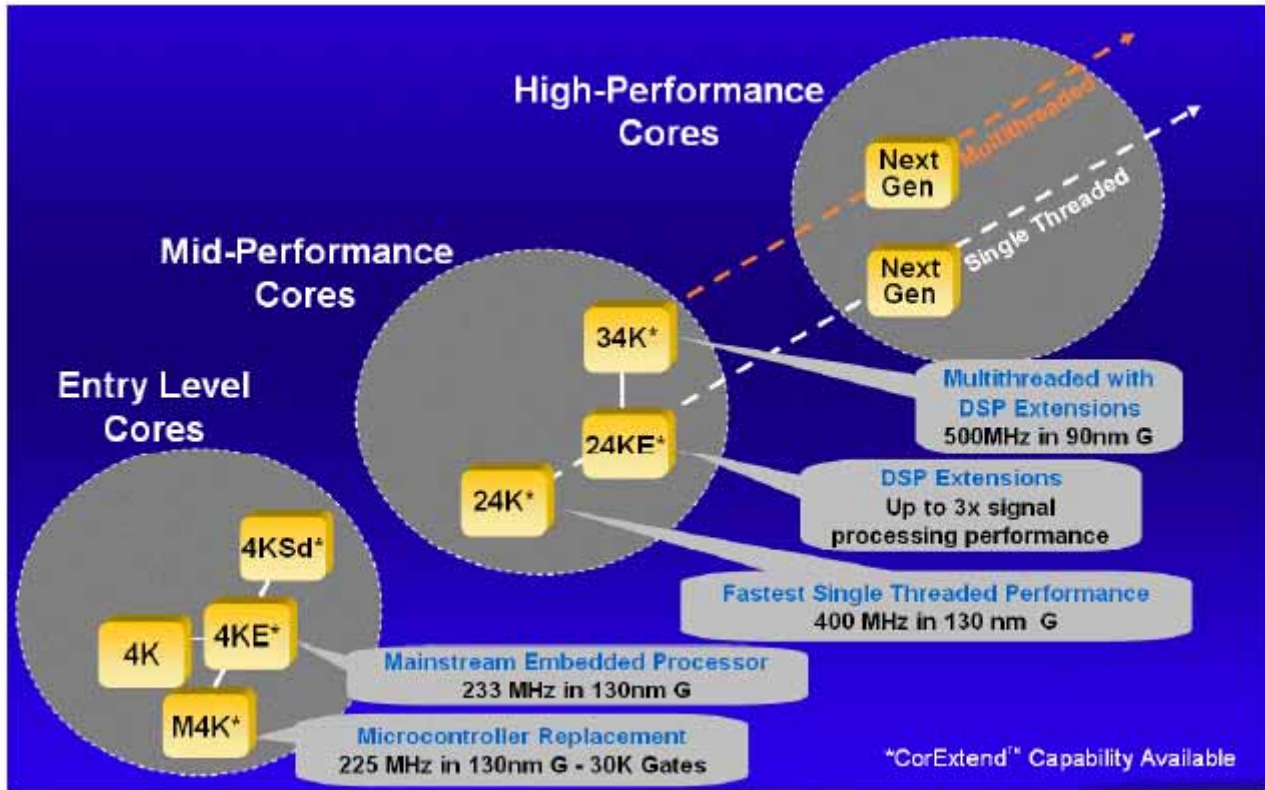 High-Performance
Cores
Next
Gen
Multithreaded
Next
Gen
Single Threaded
Mid-Performance
Cores
34K*
24KE*
24K*
Multithreaded with
DSP Extensions
500MHz in 90nm G
DSP Extensions
Up to 3x signal
processing performance
Fastest Single Threaded Performance
400 MHz in 130 nm G
Entry Level
Cores
4KSd*
4KE*
4K
M4K*
Mainstream Embedded Processor
233 MHz in 130nm G
Microcontroller Replacement
225 MHz in 130nm G - 30K Gates
*CorExtend™ Capability Available